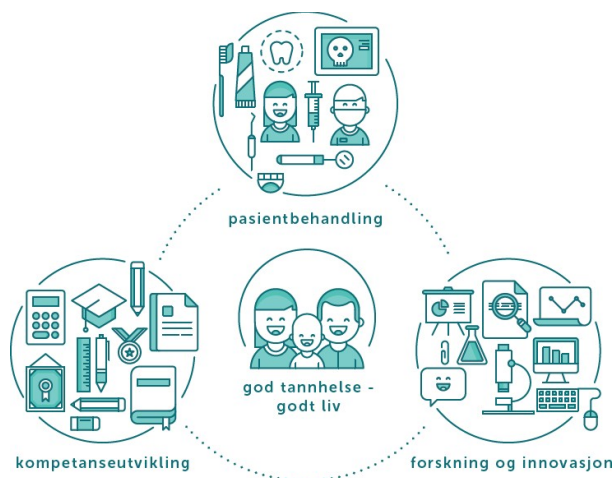 pasientbehandling
god tannhelse -
godt liv
kompetanseutvikling
forskning og innovasjon